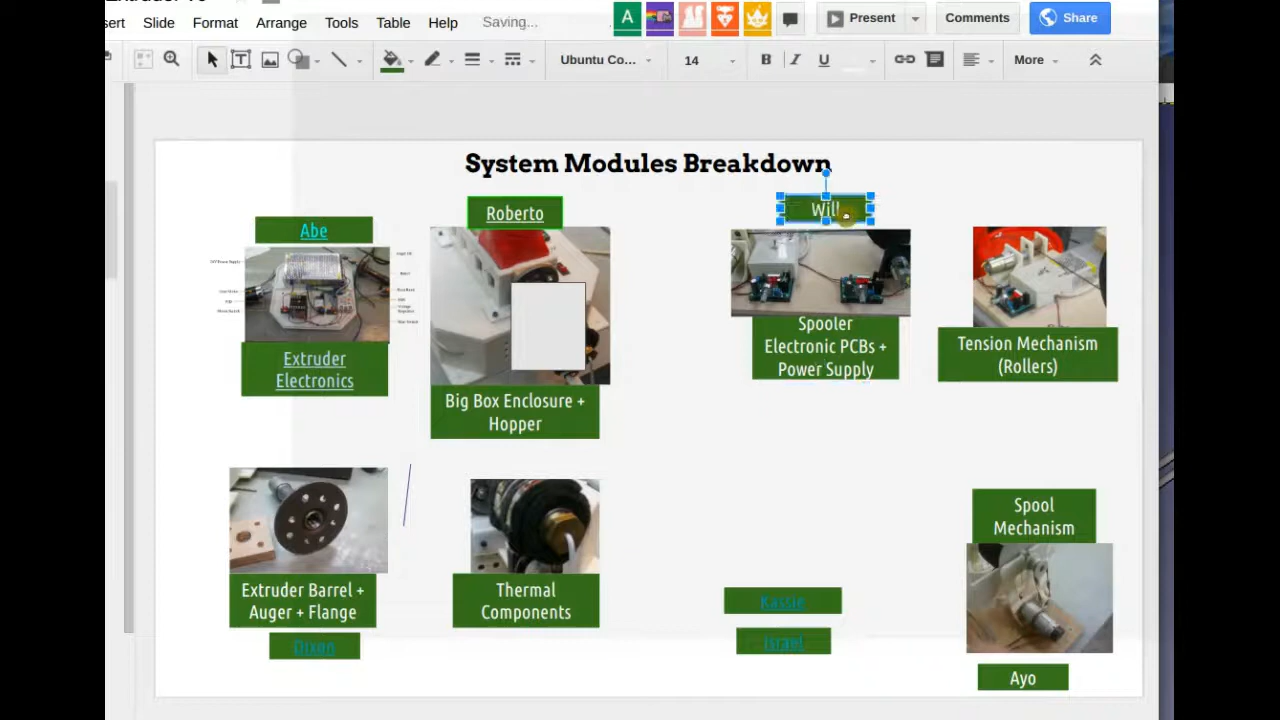 sert Slide Format Arrange Tools Table Help Saving...
A Present Comments Share
Ubuntu Co... 14 B I U More
System Modules Breakdown
Abe
Roberto
Will
Extruder
Electronics
Big Box Enclosure +
Hopper
Spooler
Electronic PCBs +
Power Supply
Tension Mechanism
(Rollers)
Extruder Barrel +
Auger + Flange
Dixon
Thermal
Components
Kassie
Israel
Spool
Mechanism
Ayo